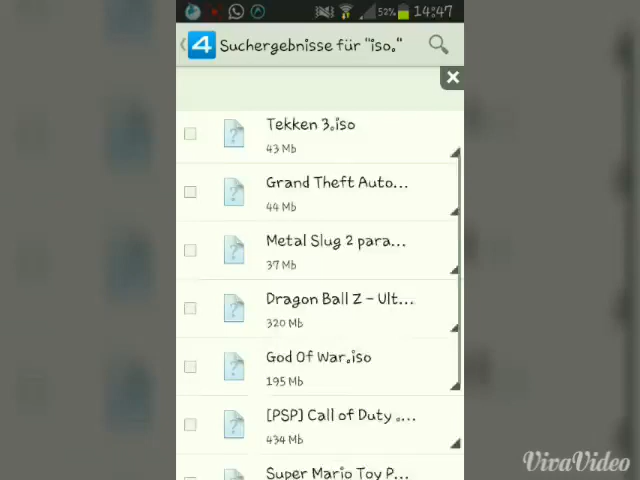 52% 14:47
4 Suchergebnisse für "iso."
Tekken 3.iso
43 Mb
Grand Theft Auto...
44 Mb
Metal Slug 2 para...
37 Mb
Dragon Ball Z - Ult...
320 Mb
God Of War.iso
195 Mb
[PSP] Call of Duty ....
434 Mb
Super Mario Toy P...
VivaVideo